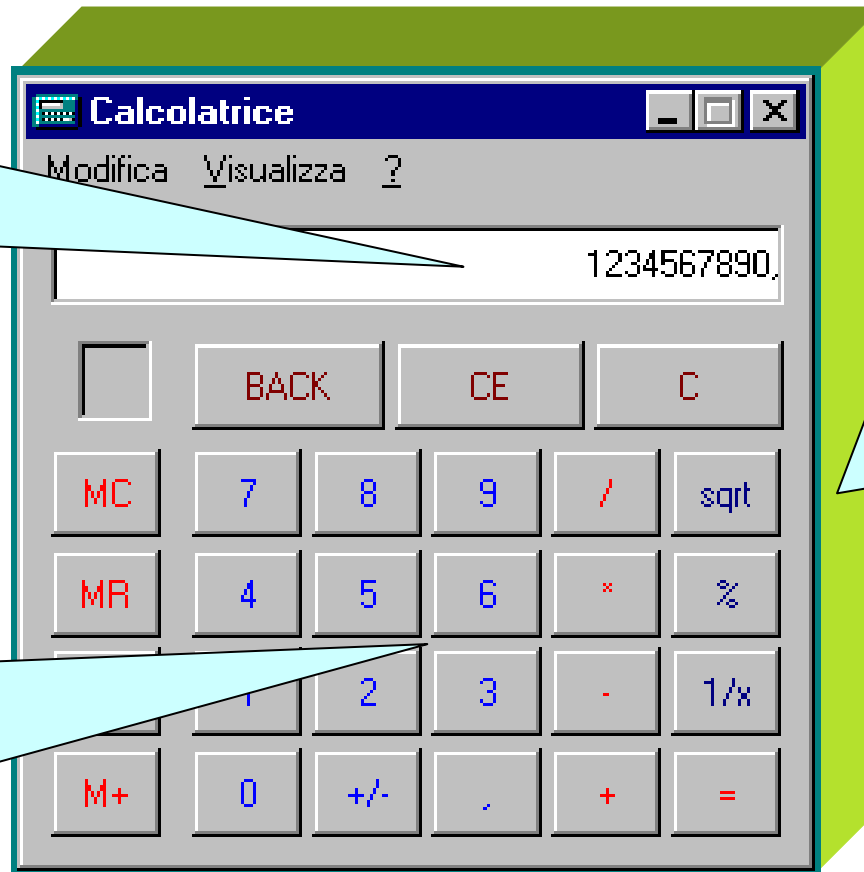 Calcolatrice
Modifica Visualizza ?
1234567890,
BACK CE C
MC 7 8 9 / sqrt
MR 4 5 6 * %
2 3 - 1/x
M+ 0 +/- , + =